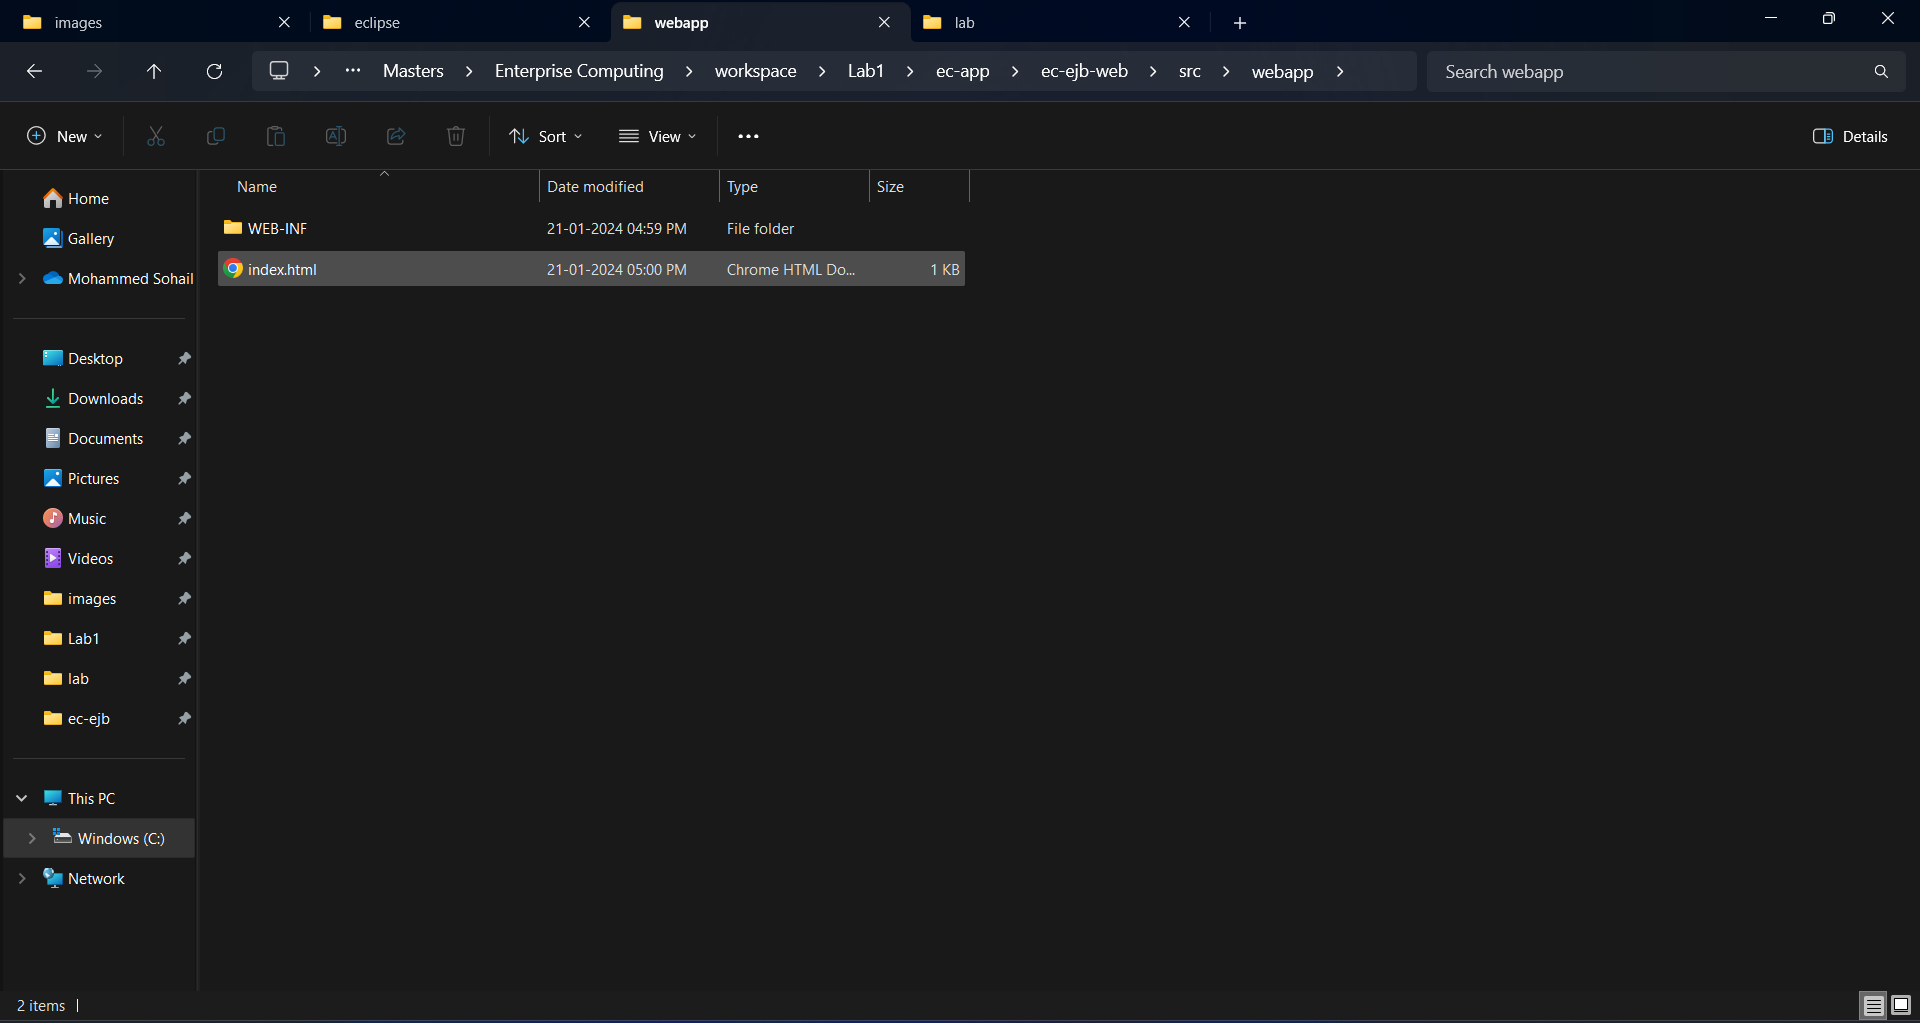 images
eclipse
webapp
lab
Masters > Enterprise Computing > workspace > Lab1 > ec-app > ec-ejb-web > src > webapp >
Search webapp
New
Sort
View
Details
Name Date modified Type Size
WEB-INF 21-01-2024 04:59 PM File folder
index.html 21-01-2024 05:00 PM Chrome HTML Do... 1 KB
Home
Gallery
Mohammed Sohail
Desktop
Downloads
Documents
Pictures
Music
Videos
images
Lab1
lab
ec-ejb
This PC
Windows (C:)
Network
2 items